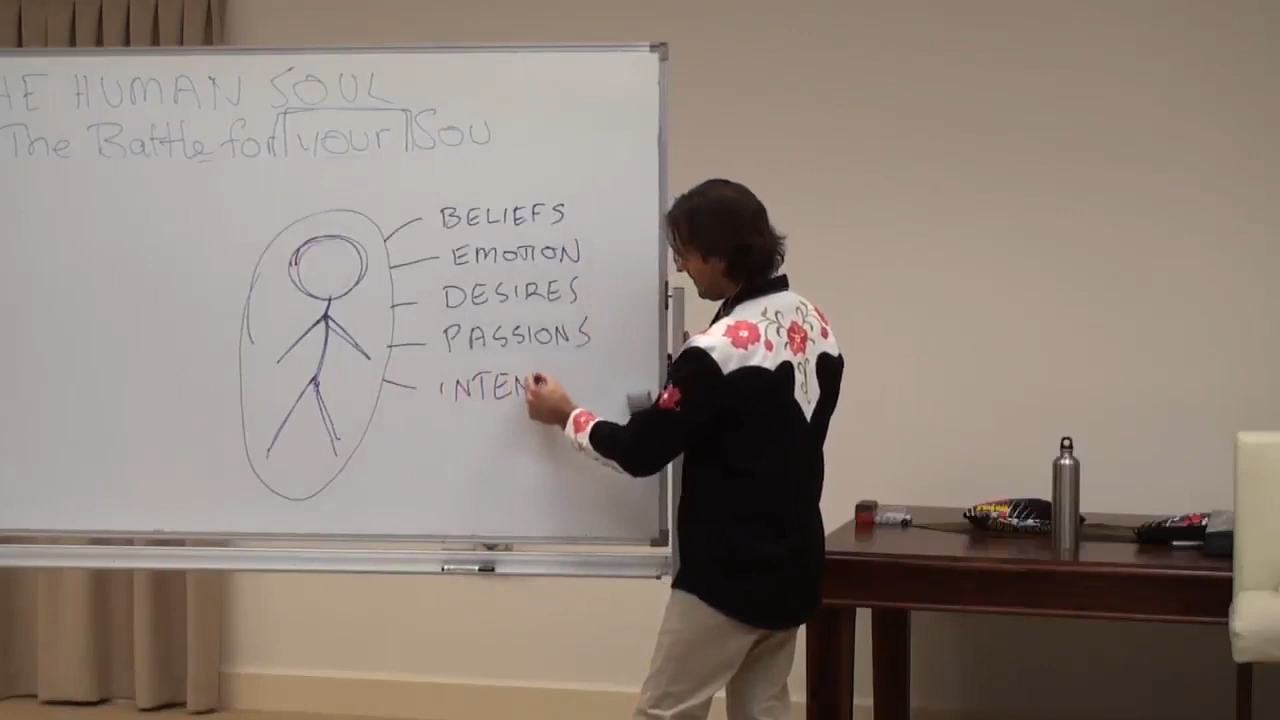 HE HUMAN SOUL
The Battle for your Sou
BELIEFS
EMOTION
DESIRES
PASSIONS
INTEN